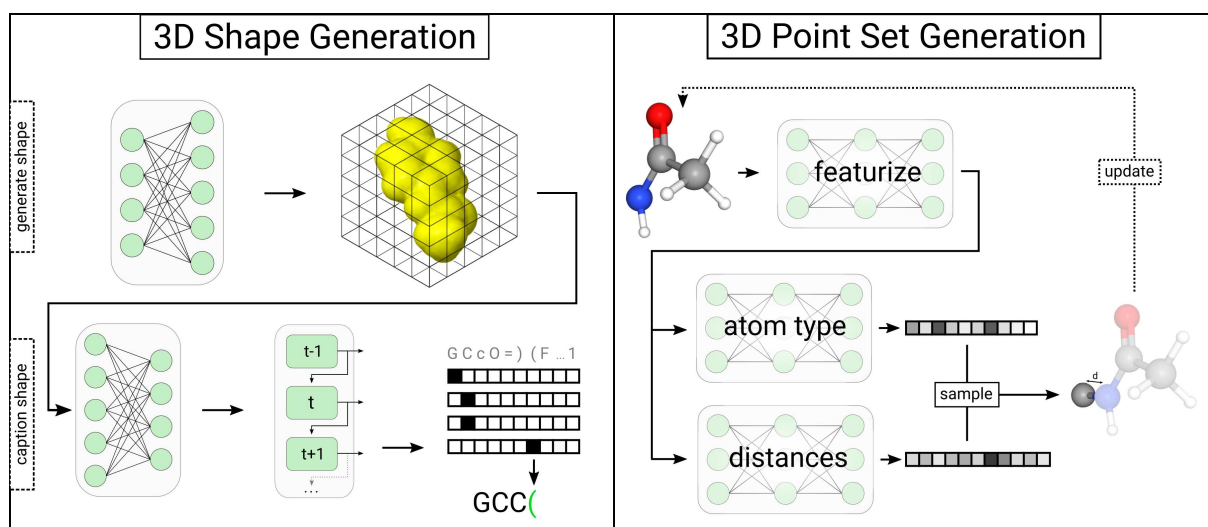 3D Shape Generation
generate shape
caption shape
t-1
t
t+1
...
G C c O = ) ( F ... 1
GCC(
3D Point Set Generation
featurize
update
atom type
sample
d
distances